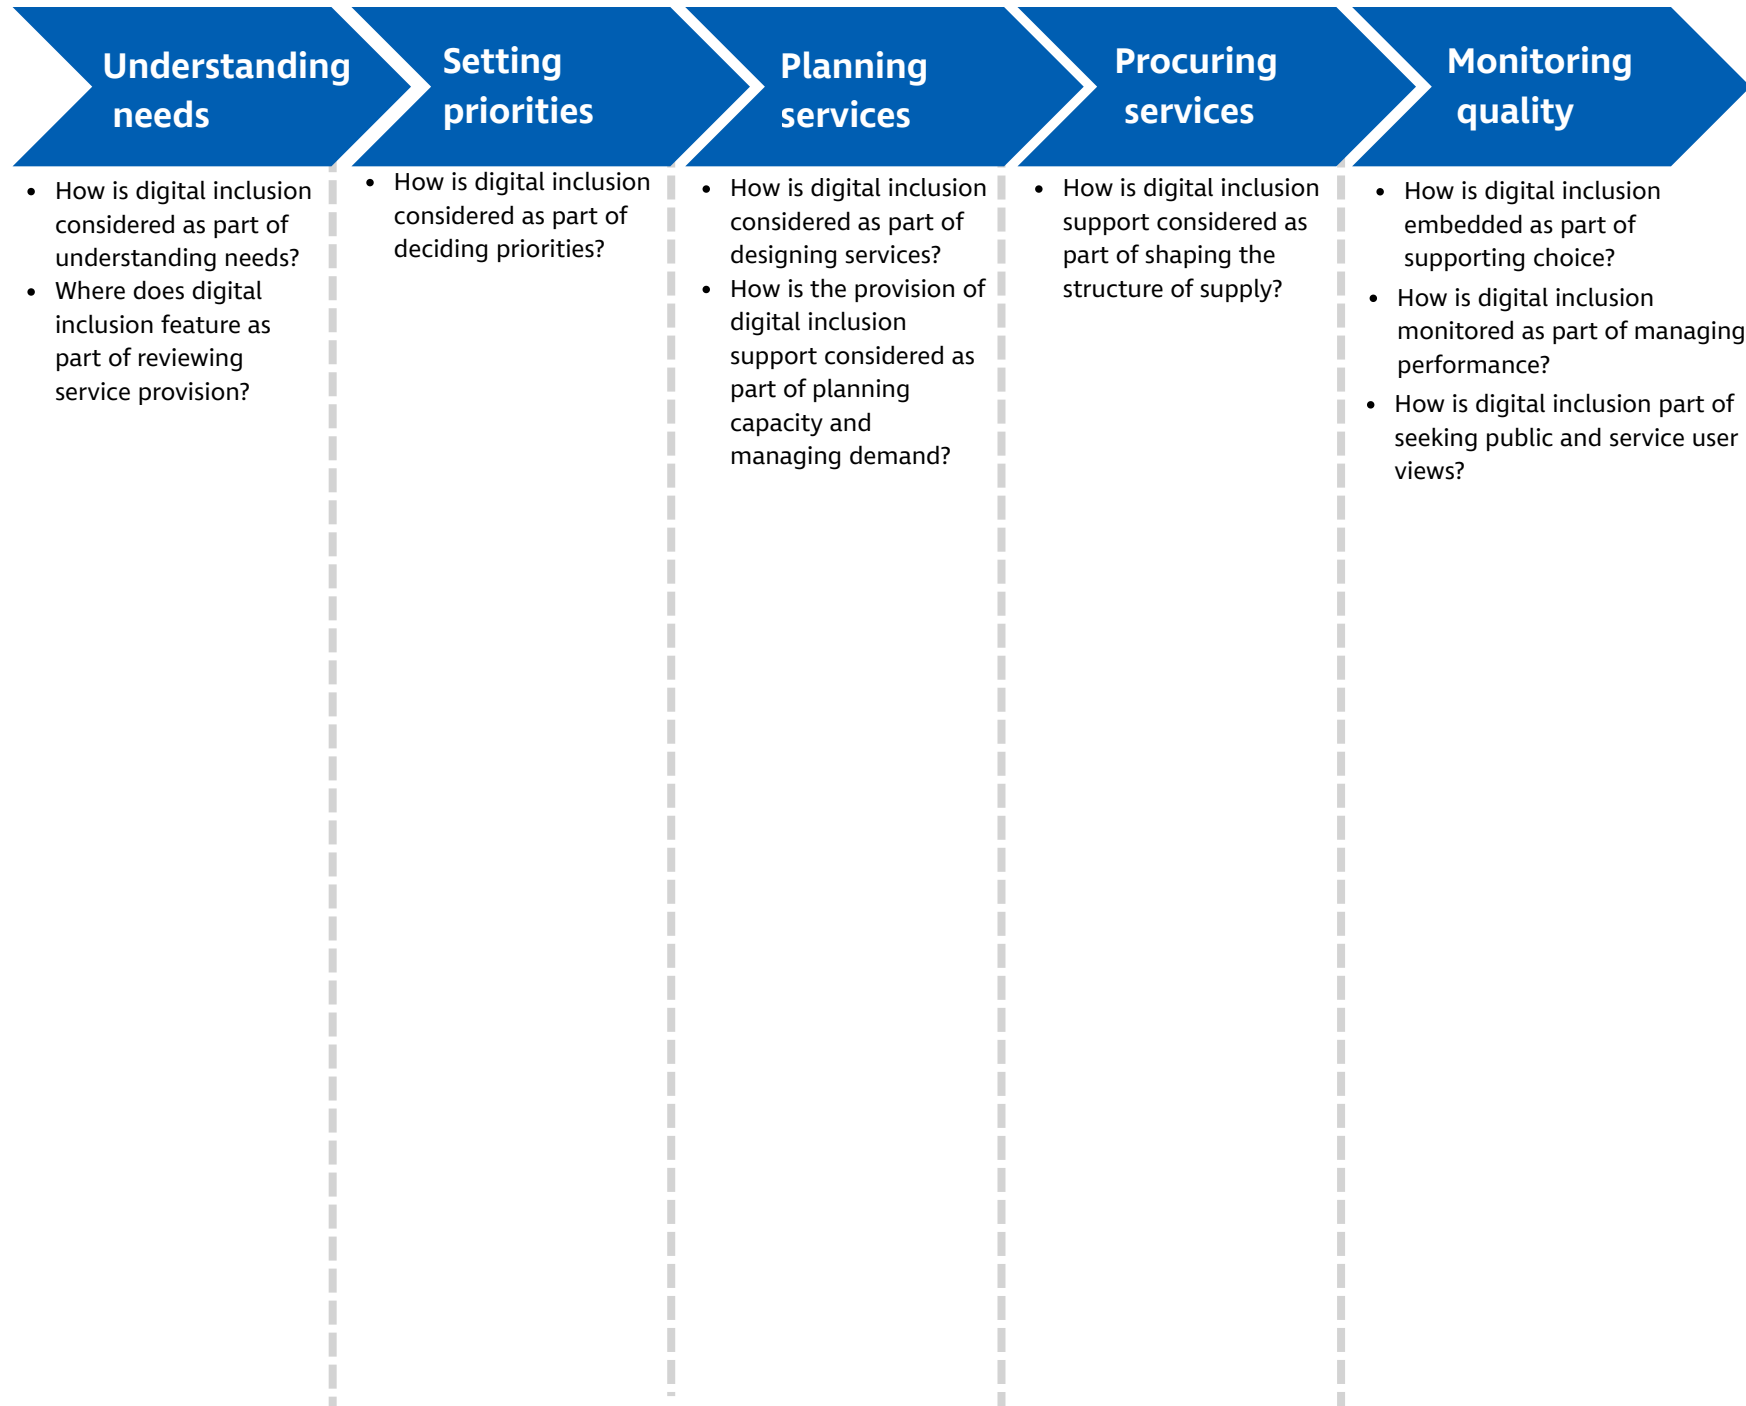 Understanding
needs
Setting
priorities
Planning
services
Procuring
services
Monitoring
quality
• How is digital inclusion
considered as part of
understanding needs?
• Where does digital
inclusion feature as
part of reviewing
service provision?
• How is digital inclusion
considered as part of
deciding priorities?
• How is digital inclusion
considered as part of
designing services?
• How is the provision of
digital inclusion
support considered as
part of planning
capacity and
managing demand?
• How is digital inclusion
support considered as
part of shaping the
structure of supply?
• How is digital inclusion
embedded as part of
supporting choice?
• How is digital inclusion
monitored as part of managing
performance?
• How is digital inclusion part of
seeking public and service user
views?